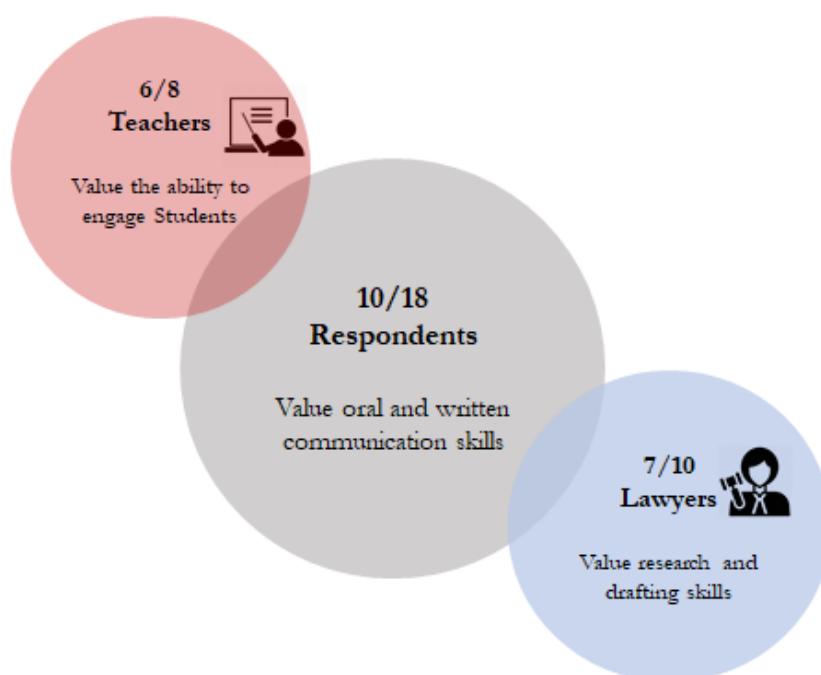 6/8
Teachers
Value the ability to
engage Students
10/18
Respondents
Value oral and written
communication skills
7/10
Lawyers
Value research and
drafting skills